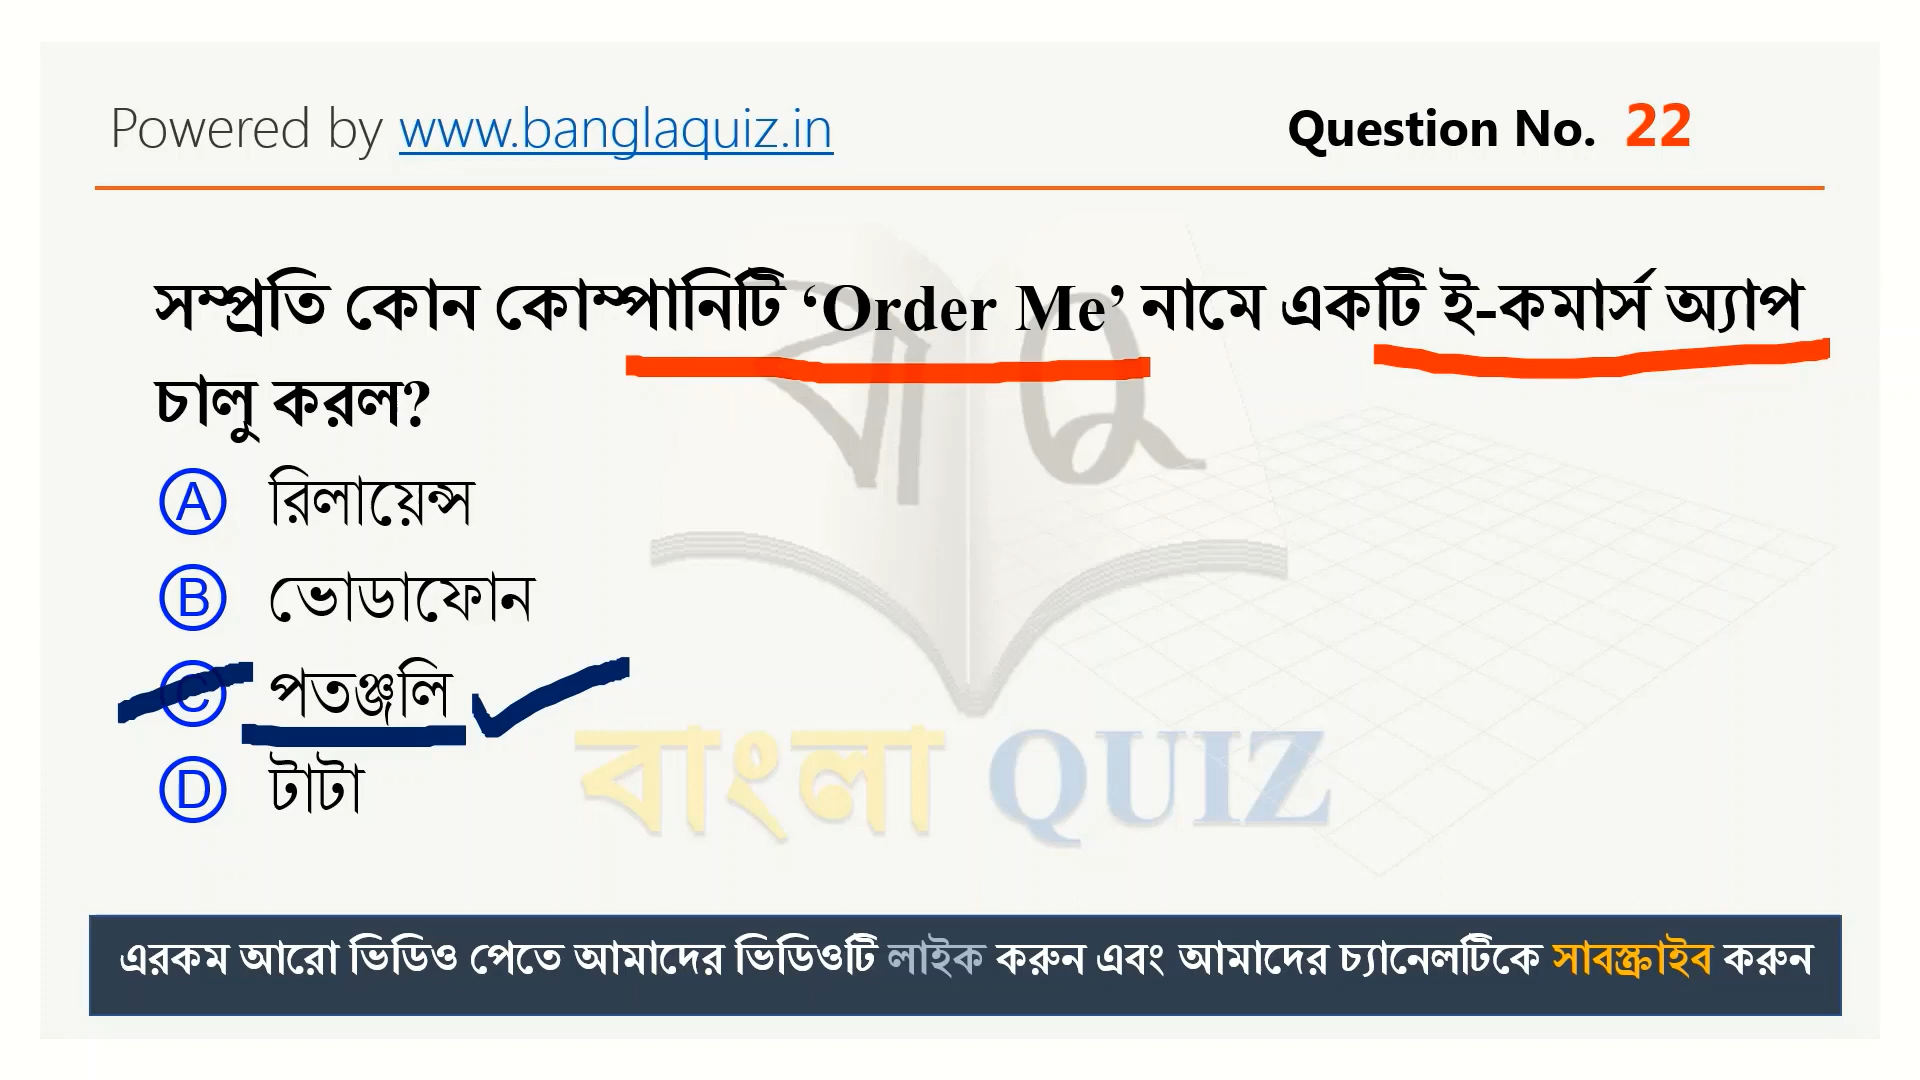 Powered by www.banglaquiz.in
Question No. 22
সম্প্রতি কোন কোম্পানিটি ‘Order Me’ নামে একটি ই-কমার্স অ্যাপ
চালু করল?
Ⓐ রিলায়েন্স
Ⓑ ভোডাফোন
Ⓒ পতঞ্জলি
Ⓓ টাটা
বা Q
বাংলা QUIZ
এরকম আরো ভিডিও পেতে আমাদের ভিডিওটি লাইক করুন এবং আমাদের চ্যানেলটিকে সাবস্ক্রাইব করুন